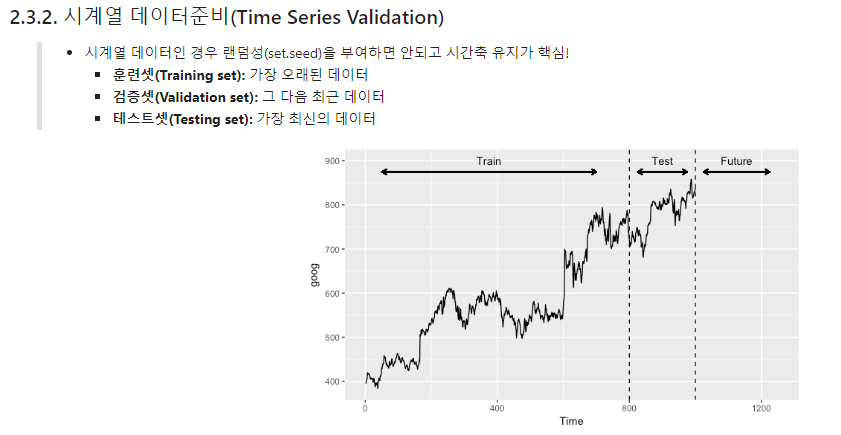 2.3.2. 시계열 데이터준비(Time Series Validation)
• 시계열 데이터인 경우 랜덤성(set.seed)을 부여하면 안되고 시간축 유지가 핵심!
▪ 훈련셋(Training set): 가장 오래된 데이터
▪ 검증셋(Validation set): 그 다음 최근 데이터
▪ 테스트셋(Testing set): 가장 최신의 데이터
Train Test Future
900
800
700
600
500
400
goog
0 400 800 1200
Time